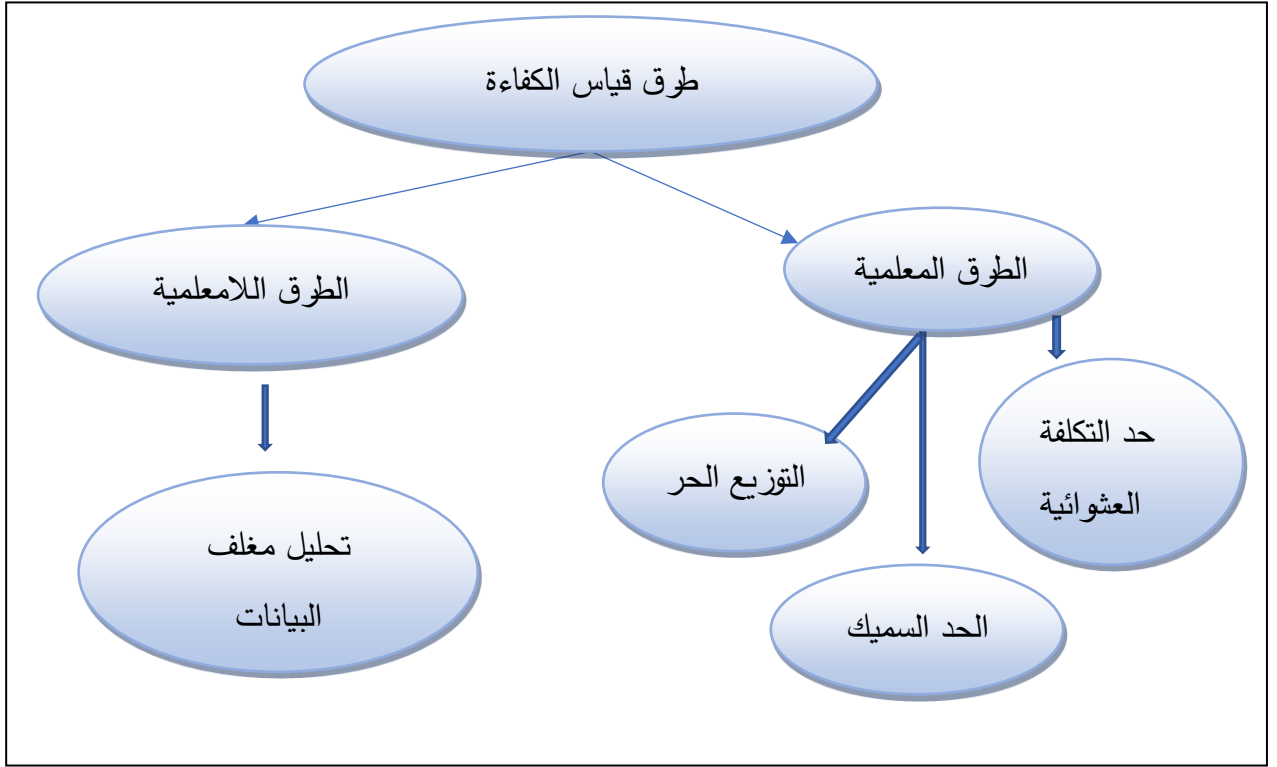 طرق قياس الكفاءة
الطرق المعلمية
الطرق اللامعلمية
حد التكلفة
العشوائية
التوزيع الحر
الحد السميك
تحليل مغلف
البيانات